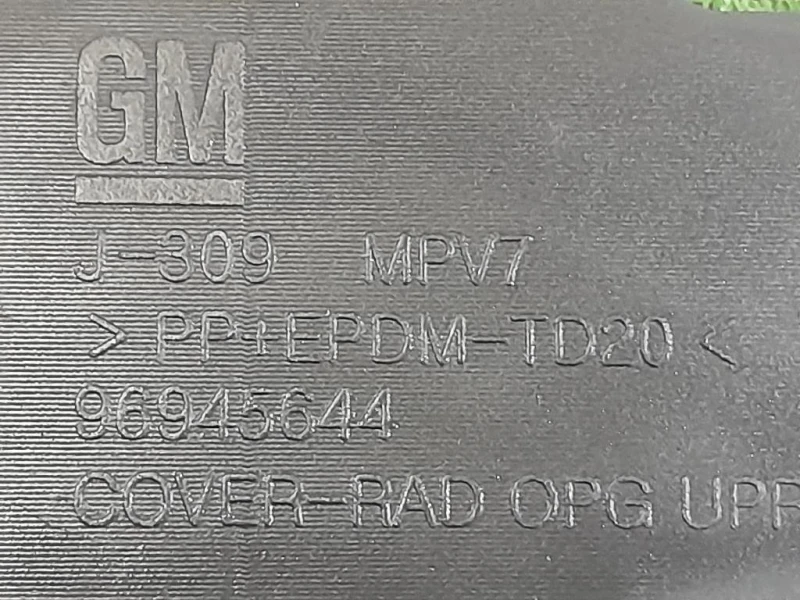 GM
J-309 MPV7
> PP+EPDM-TD20 <
96945644
COVER-RAD OPG UPR